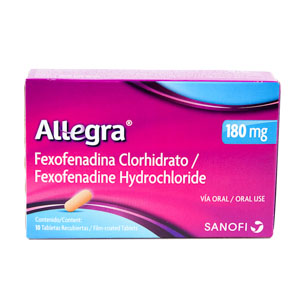 Allegra®
180 mg
Fexofenadina Clorhidrato /
Fexofenadine Hydrochloride
VÍA ORAL / ORAL USE
Contenido/Content:
10 Tabletas Recubiertas / Film-coated Tablets
SANOFI